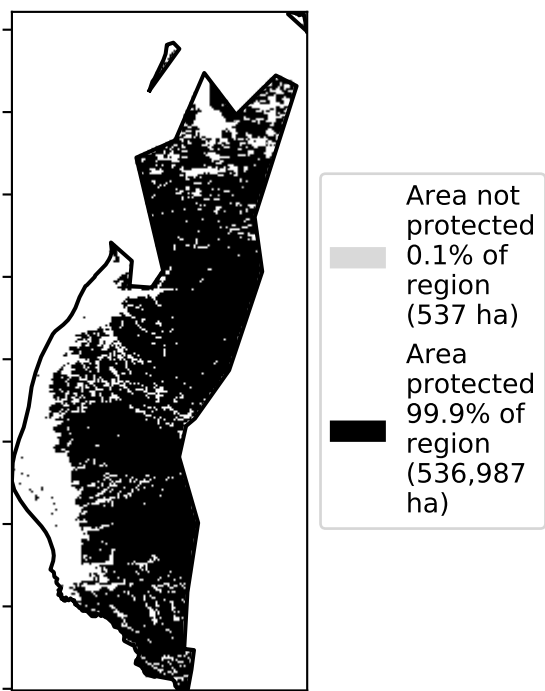 Area not
protected
0.1% of
region
(537 ha)
Area
protected
99.9% of
region
(536,987
ha)